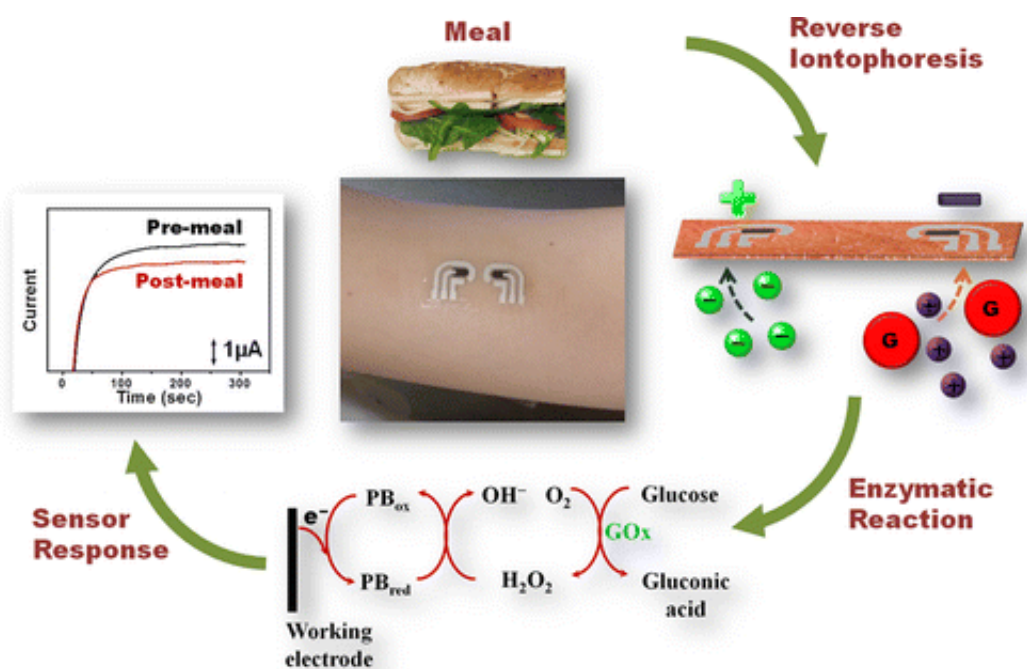 Meal
Reverse
Iontophoresis
Pre-meal
Post-meal
Current
1μA
0 100 200 300
Time (sec)
+
−
G
G
Enzymatic
Reaction
Sensor
Response
e⁻
PBox
OH⁻ O₂
Glucose
GOx
PBred
H₂O₂
Gluconic
acid
Working
electrode